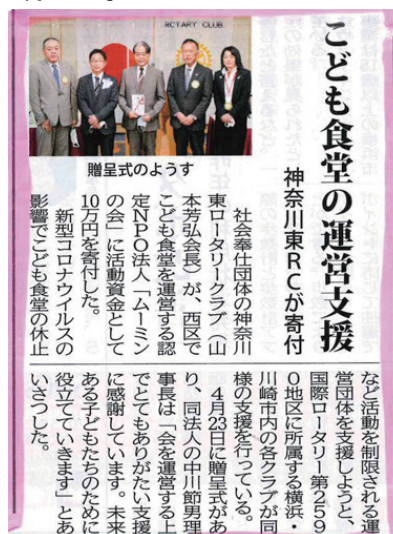 ROTARY CLUB
こども食堂の運営支援
神奈川東RCが寄付
贈呈式のようす
社会奉仕団体の神奈川
東ロータリークラブ（山
本芳弘会長）が、西区で
こども食堂を運営する認
定NPO法人「ムーミン
の会」に活動資金として
10万円を寄付した。
新型コロナウイルスの
影響でこども食堂の休止
など活動を制限される運
営団体を支援しようと、
国際ロータリー第259
0地区に所属する横浜・
川崎市内の各クラブが同
様の支援を行っている。
4月23日に贈呈式があ
り、同法人の中川節男理
事長は「会を運営する上
でとてもありがたい支援
に感謝しています。未来
ある子どもたちのために
役立てていきます」とあ
いさつした。